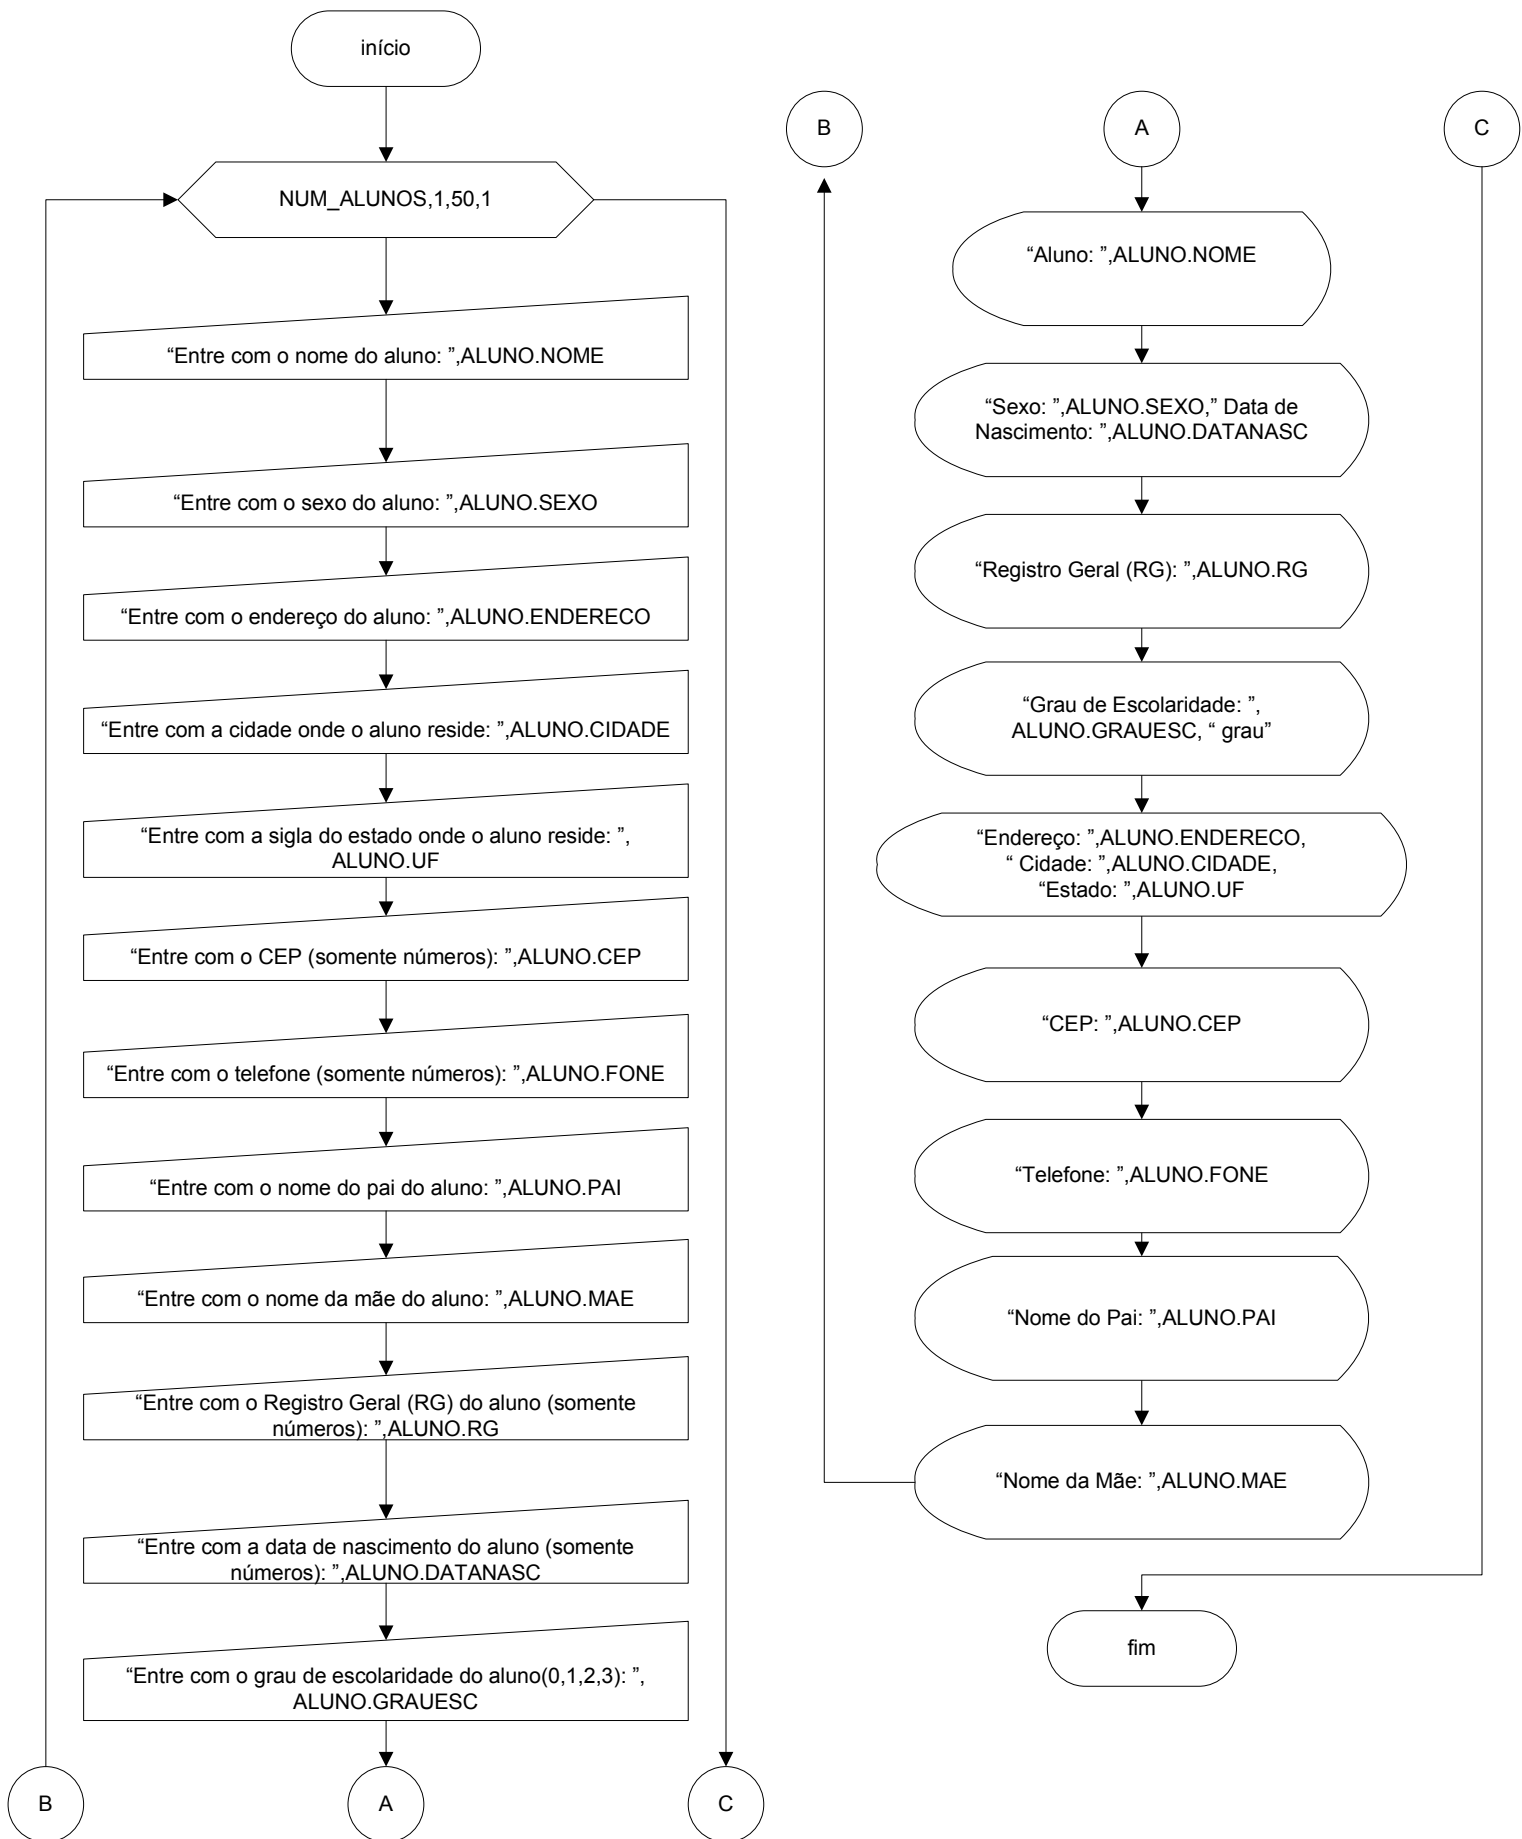 início
NUM_ALUNOS,1,50,1
“Entre com o nome do aluno: ”,ALUNO.NOME
“Entre com o sexo do aluno: ”,ALUNO.SEXO
“Entre com o endereço do aluno: ”,ALUNO.ENDERECO
“Entre com a cidade onde o aluno reside: ”,ALUNO.CIDADE
“Entre com a sigla do estado onde o aluno reside: ”,
ALUNO.UF
“Entre com o CEP (somente números): ”,ALUNO.CEP
“Entre com o telefone (somente números): ”,ALUNO.FONE
“Entre com o nome do pai do aluno: ”,ALUNO.PAI
“Entre com o nome da mãe do aluno: ”,ALUNO.MAE
“Entre com o Registro Geral (RG) do aluno (somente
números): ”,ALUNO.RG
“Entre com a data de nascimento do aluno (somente
números): ”,ALUNO.DATANASC
“Entre com o grau de escolaridade do aluno(0,1,2,3): ”,
ALUNO.GRAUESC
B
A
C
B
A
C
“Aluno: ”,ALUNO.NOME
“Sexo: ”,ALUNO.SEXO,” Data de
Nascimento: ”,ALUNO.DATANASC
“Registro Geral (RG): ”,ALUNO.RG
“Grau de Escolaridade: ”,
ALUNO.GRAUESC, “ grau”
“Endereço: ”,ALUNO.ENDERECO,
“ Cidade: ”,ALUNO.CIDADE,
“Estado: ”,ALUNO.UF
“CEP: ”,ALUNO.CEP
“Telefone: ”,ALUNO.FONE
“Nome do Pai: ”,ALUNO.PAI
“Nome da Mãe: ”,ALUNO.MAE
fim